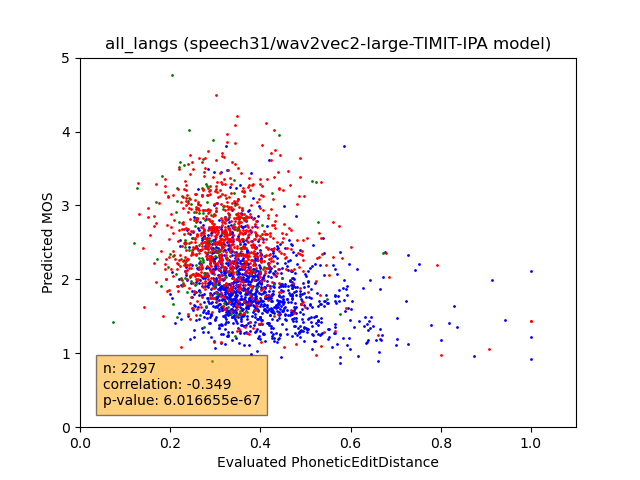 all_langs (speech31/wav2vec2-large-TIMIT-IPA model)
5
4
3
2
1
0
Predicted MOS
n: 2297
correlation: -0.349
p-value: 6.016655e-67
0.0 0.2 0.4 0.6 0.8 1.0
Evaluated PhoneticEditDistance